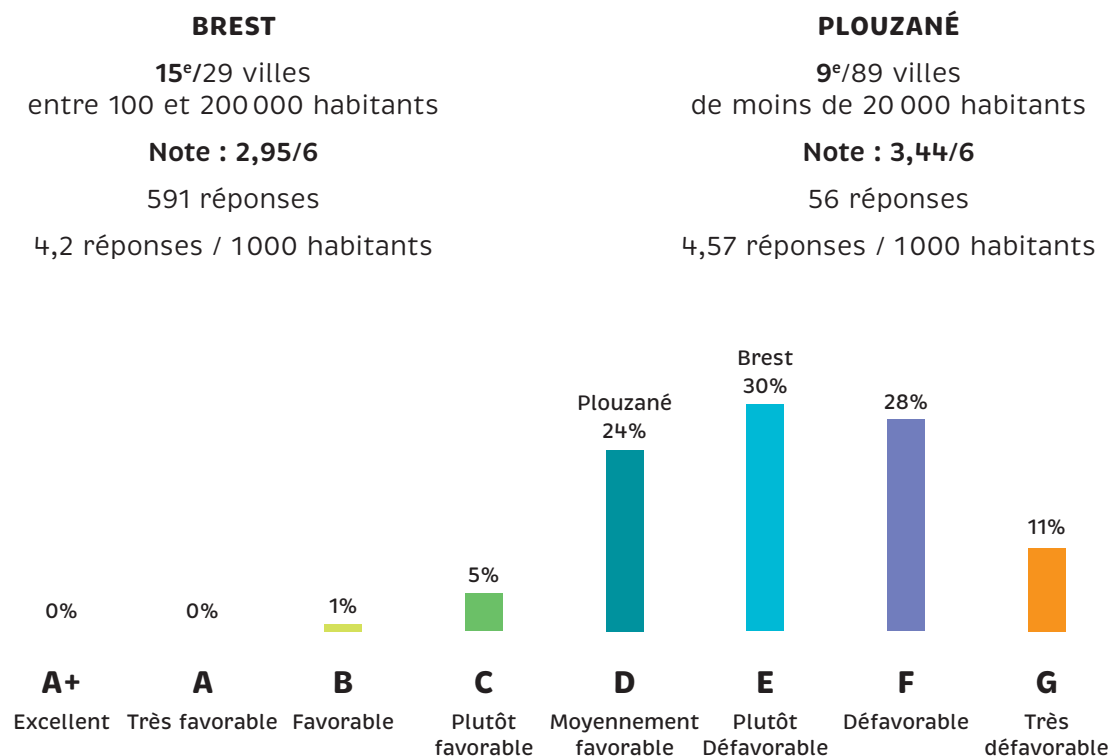 BREST
15e/29 villes
entre 100 et 200 000 habitants
Note : 2,95/6
591 réponses
4,2 réponses / 1000 habitants
PLOUZANÉ
9e/89 villes
de moins de 20 000 habitants
Note : 3,44/6
56 réponses
4,57 réponses / 1000 habitants
0%
0%
1%
5%
Plouzané
24%
Brest
30%
28%
11%
A+
Excellent
A
Très favorable
B
Favorable
C
Plutôt
favorable
D
Moyennement
favorable
E
Plutôt
Défavorable
F
Défavorable
G
Très
défavorable